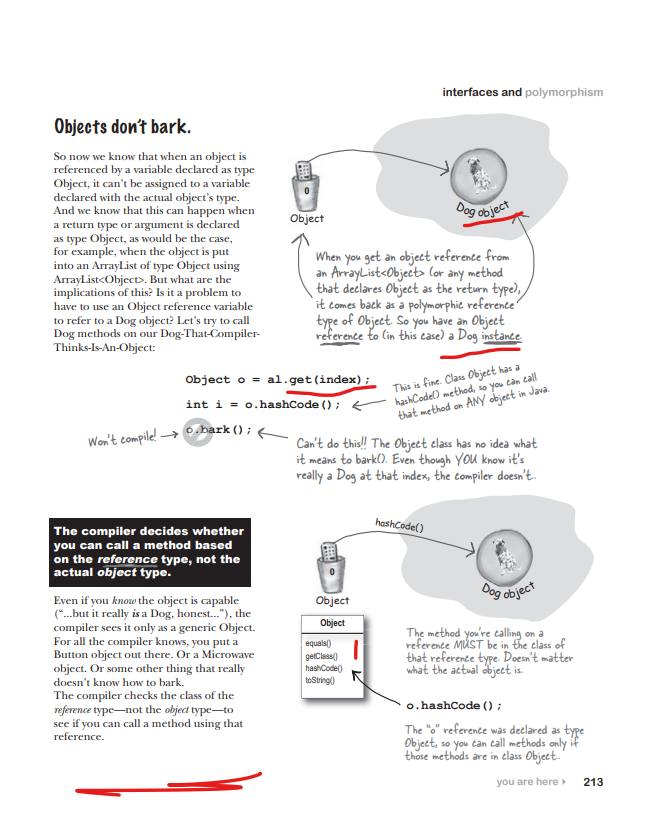 interfaces and polymorphism
Objects don't bark.
So now we know that when an object is
referenced by a variable declared as type
Object, it can't be assigned to a variable
declared with the actual object's type.
And we know that this can happen when
a return type or argument is declared
as type Object, as would be the case,
for example, when the object is put
into an ArrayList of type Object using
ArrayList<Object>. But what are the
implications of this? Is it a problem to
have to use an Object reference variable
to refer to a Dog object? Let's try to call
Dog methods on our Dog-That-Compiler-
Thinks-Is-An-Object:
o
Object
Dog object
When you get an object reference from
an ArrayList<Object> (or any method
that declares Object as the return type),
it comes back as a polymorphic reference
type of Object. So you have an Object
reference to (in this case) a Dog instance.
Object o = al.get(index);
int i = o.hashCode();
This is fine. Class Object has a
hashCode() method, so you can call
that method on ANY object in Java.
Won't compile!
o.bark();
Can't do this!! The Object class has no idea what
it means to bark(). Even though YOU know it's
really a Dog at that index, the compiler doesn't..
The compiler decides whether
you can call a method based
on the reference type, not the
actual object type.
Even if you know the object is capable
("...but it really is a Dog, honest..."), the
compiler sees it only as a generic Object.
For all the compiler knows, you put a
Button object out there. Or a Microwave
object. Or some other thing that really
doesn't know how to bark.
The compiler checks the class of the
reference type—not the object type—to
see if you can call a method using that
reference.
hashCode()
o
Object
Dog object
Object
equals()
getClass()
hashCode()
toString()
The method you're calling on a
reference MUST be in the class of
that reference type. Doesn't matter
what the actual object is.
o.hashCode();
The "o" reference was declared as type
Object, so you can call methods only if
those methods are in class Object..
you are here
213